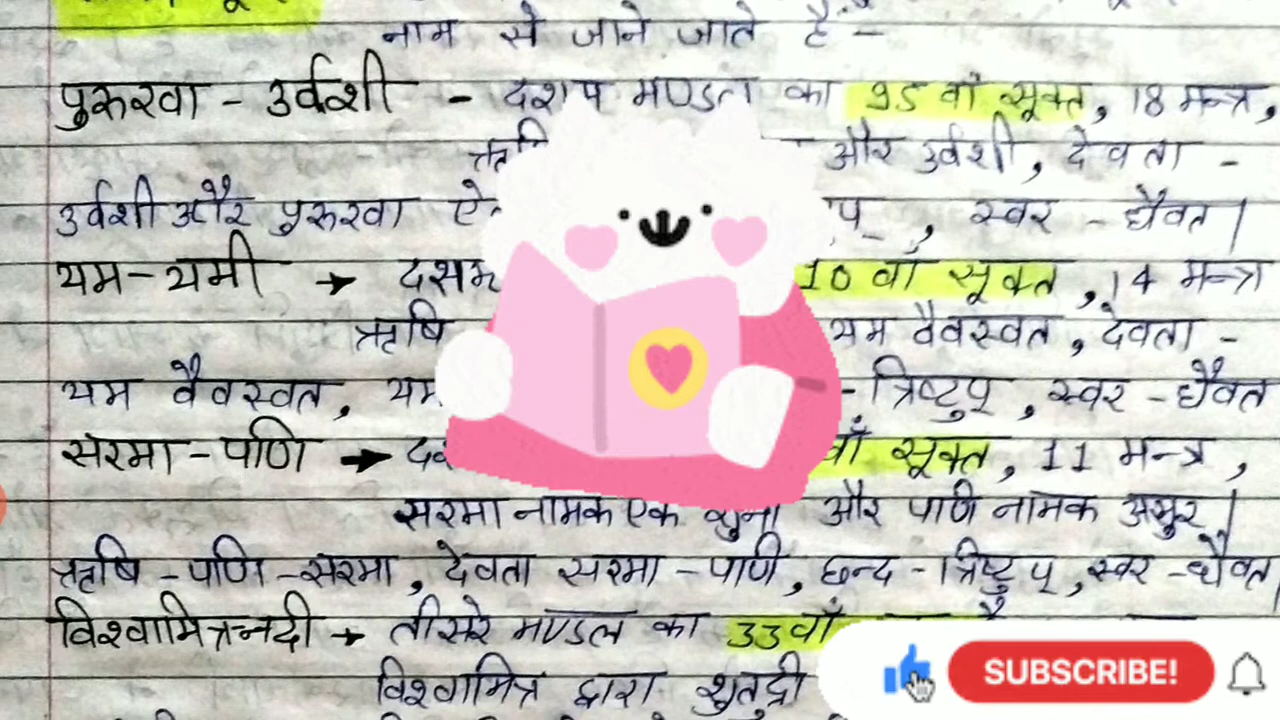 नाम से जाने जाते हैं -
पुरुरवा - उर्वशी - दशम मण्डल का 95 वाँ सूक्त, 18 मन्त्र,
और उर्वशी, देवता -
उर्वशी और पुरुरवा
स्वर - धैवत |
यम - यमी → दशम 10 वाँ सूक्त, 14 मन्त्र
ऋषि यम वैवस्वत, देवता -
यम वैवस्वत, - त्रिष्टुप्, स्वर - धैवत
सरमा - पणि → वाँ सूक्त, 11 मन्त्र,
सरमा नामक एक शुनी और पणि नामक असुर |
ऋषि - पणि - सरमा, देवता सरमा - पणि, छन्द - त्रिष्टुप्, स्वर - धैवत |
विश्वामित्र नदी → तीसरे मण्डल का 33वाँ
विश्वामित्र द्वारा शुतुद्री
SUBSCRIBE!